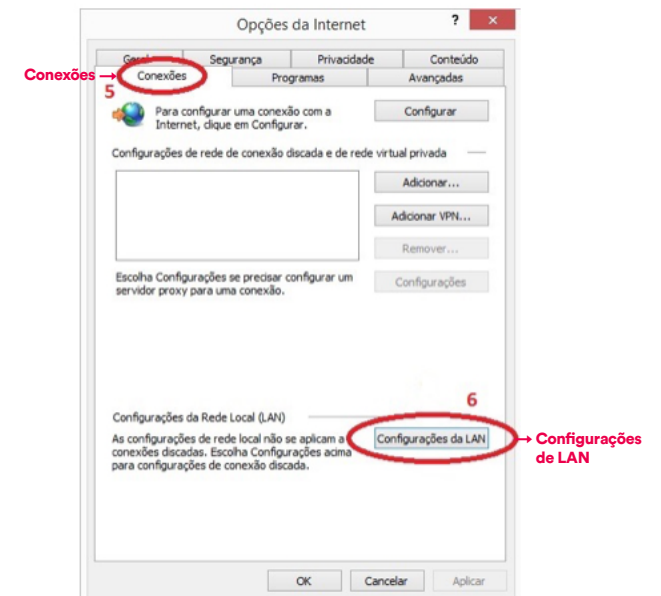 Opções da Internet
?
×
Geral
Segurança
Privacidade
Conteúdo
Conexões
Conexões
Programas
Avançadas
5
Para configurar uma conexão com a
Internet, clique em Configurar.
Configurar
Configurações de rede de conexão discada e de rede virtual privada
Adicionar...
Adicionar VPN...
Remover...
Escolha Configurações se precisar configurar um
servidor proxy para uma conexão.
Configurações
6
Configurações da Rede Local (LAN)
As configurações de rede local não se aplicam a
conexões discadas. Escolha Configurações acima
para configurações de conexão discada.
Configurações da LAN
Configurações
de LAN
OK
Cancelar
Aplicar